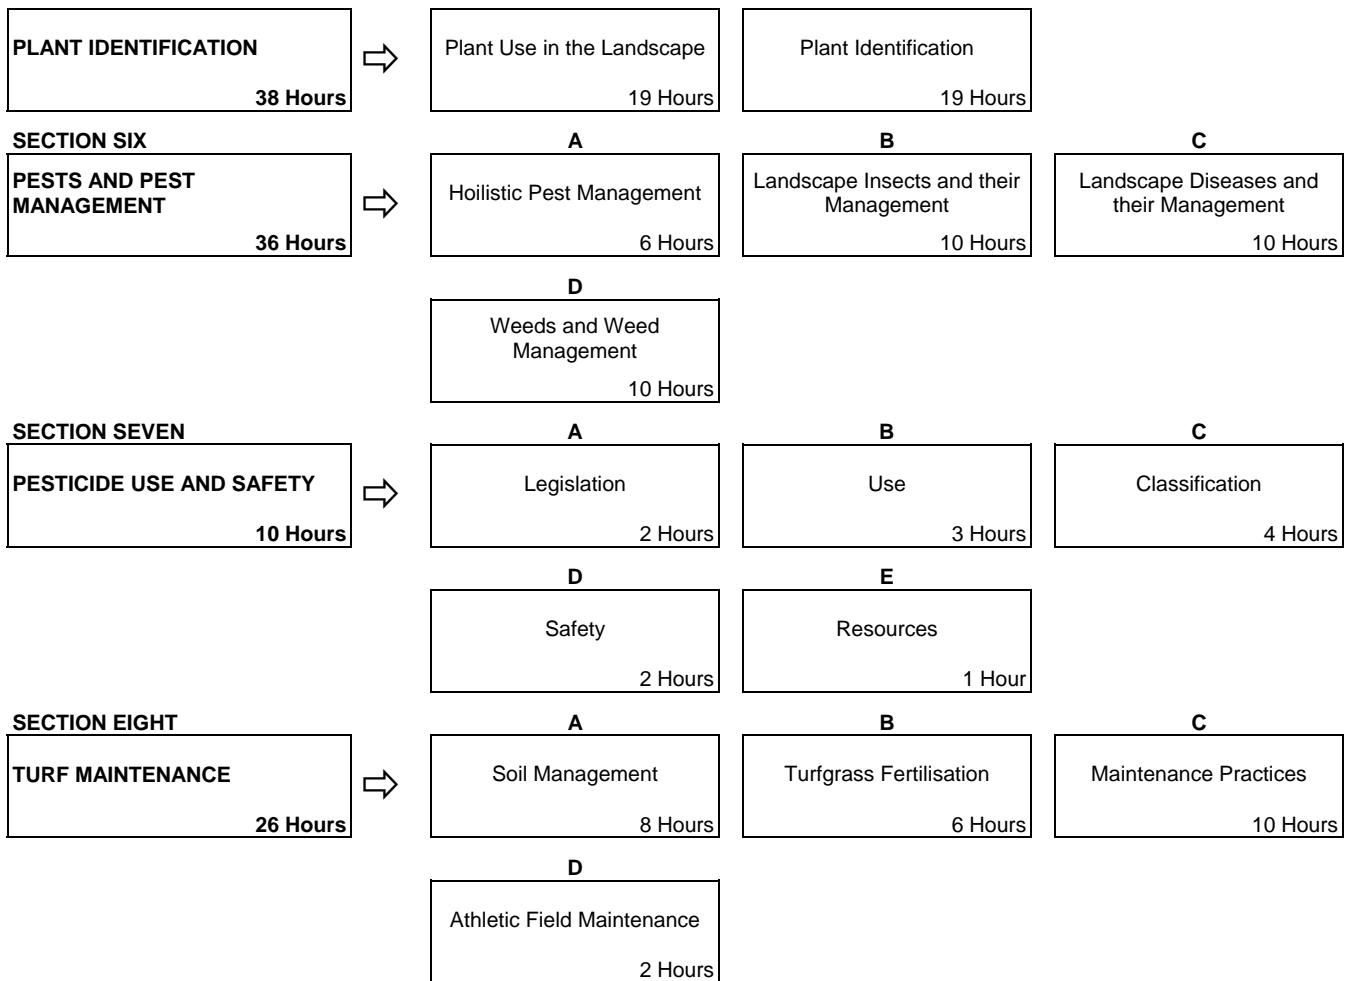 PLANT IDENTIFICATION
38 Hours
Plant Use in the Landscape
19 Hours
Plant Identification
19 Hours
SECTION SIX
PESTS AND PEST
MANAGEMENT
36 Hours
A
Hoilistic Pest Management
6 Hours
B
Landscape Insects and their
Management
10 Hours
C
Landscape Diseases and
their Management
10 Hours
D
Weeds and Weed
Management
10 Hours
SECTION SEVEN
PESTICIDE USE AND SAFETY
10 Hours
A
Legislation
2 Hours
B
Use
3 Hours
C
Classification
4 Hours
D
Safety
2 Hours
E
Resources
1 Hour
SECTION EIGHT
TURF MAINTENANCE
26 Hours
A
Soil Management
8 Hours
B
Turfgrass Fertilisation
6 Hours
C
Maintenance Practices
10 Hours
D
Athletic Field Maintenance
2 Hours